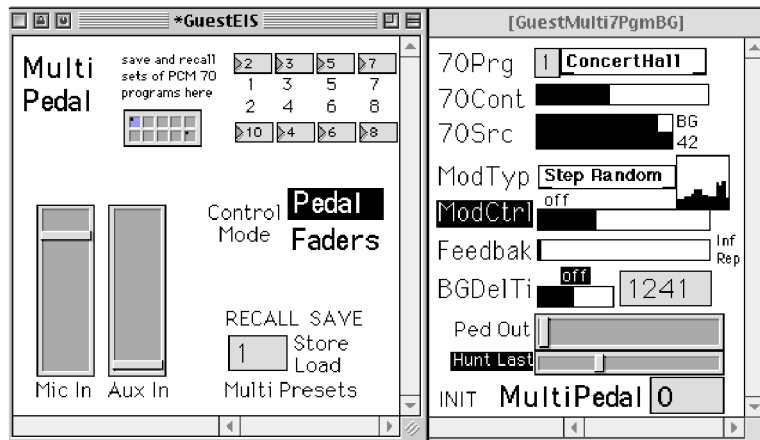 *GuestEIS
Multi
Pedal
save and recall
sets of PCM 70
programs here
2 3 5 7
1 3 5 7
2 4 6 8
10 4 6 8
Control
Mode
Pedal
Faders
RECALL SAVE
1
Store
Load
Multi Presets
Mic In Aux In
[GuestMulti7PgmBG]
70Prg 1 ConcertHall
70Cont
70Src
BG
42
ModTyp Step Random
ModCtrl off
Feedbak
Inf
Rep
BGDelTi off 1241
Ped Out
Hunt Last
INIT MultiPedal 0